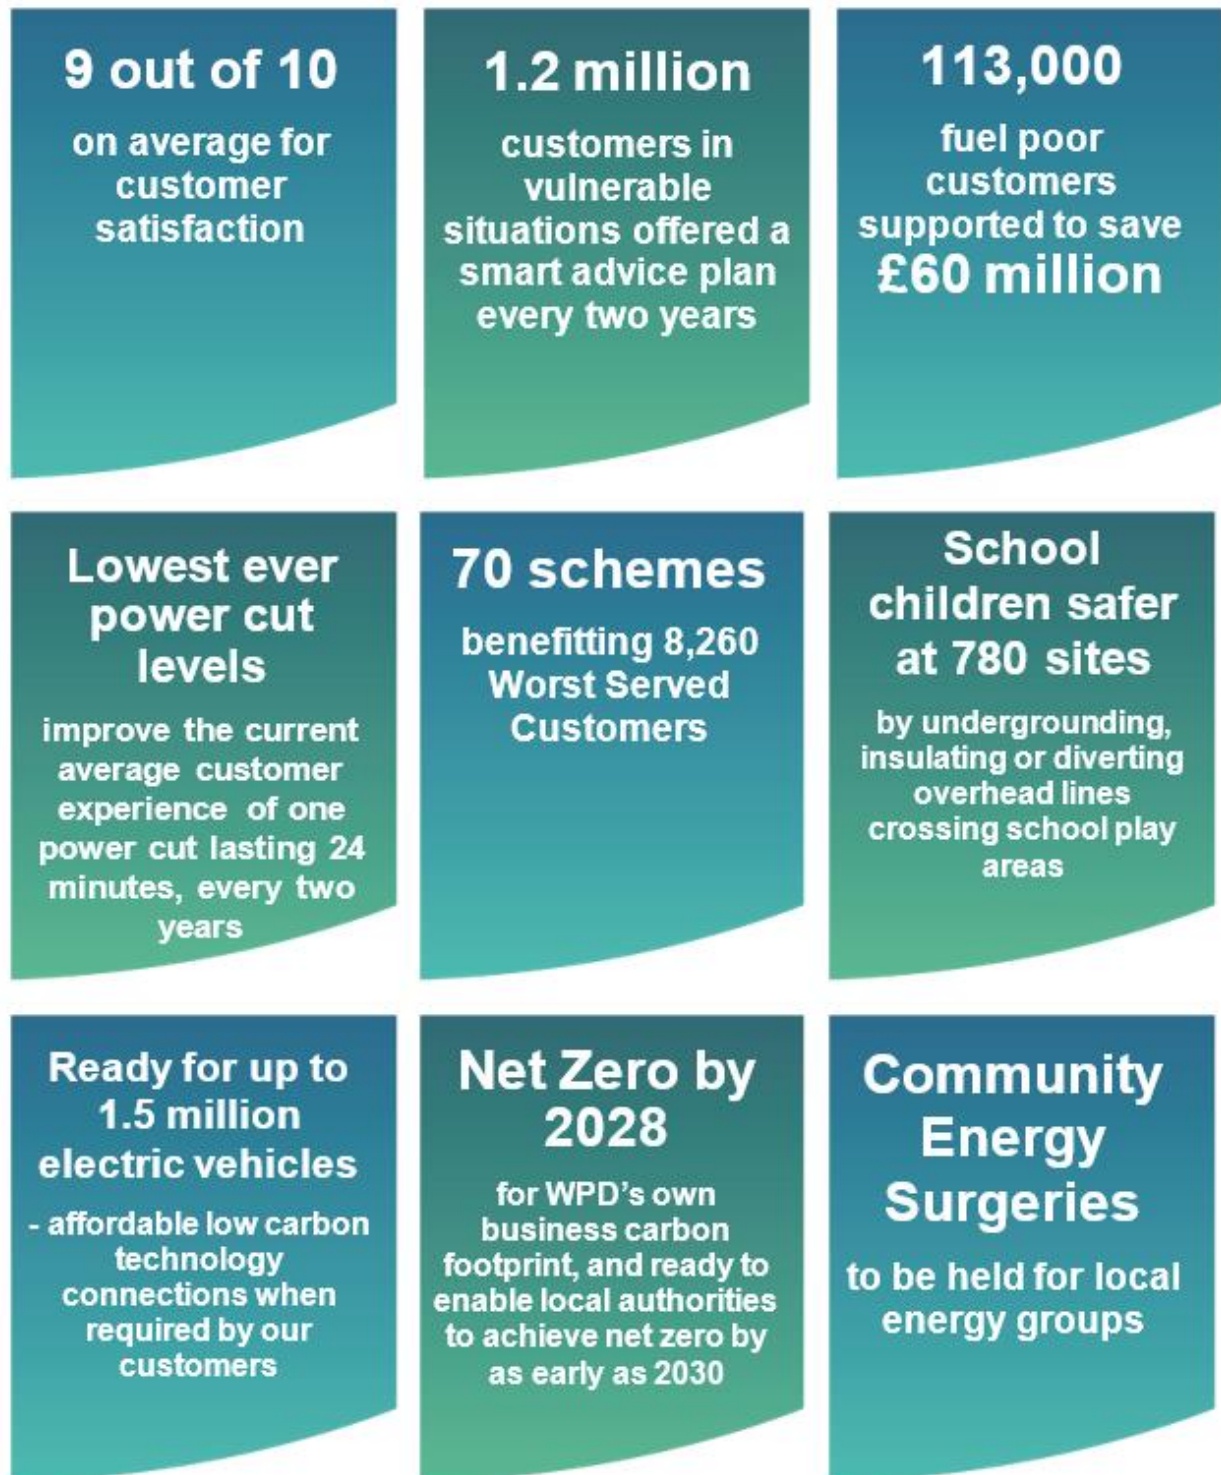 9 out of 10
on average for
customer
satisfaction
1.2 million
customers in
vulnerable
situations offered a
smart advice plan
every two years
113,000
fuel poor
customers
supported to save
£60 million
Lowest ever
power cut
levels
improve the current
average customer
experience of one
power cut lasting 24
minutes, every two
years
70 schemes
benefitting 8,260
Worst Served
Customers
School
children safer
at 780 sites
by undergrounding,
insulating or diverting
overhead lines
crossing school play
areas
Ready for up to
1.5 million
electric vehicles
- affordable low carbon
technology
connections when
required by our
customers
Net Zero by
2028
for WPD's own
business carbon
footprint, and ready to
enable local authorities
to achieve net zero by
as early as 2030
Community
Energy
Surgeries
to be held for local
energy groups